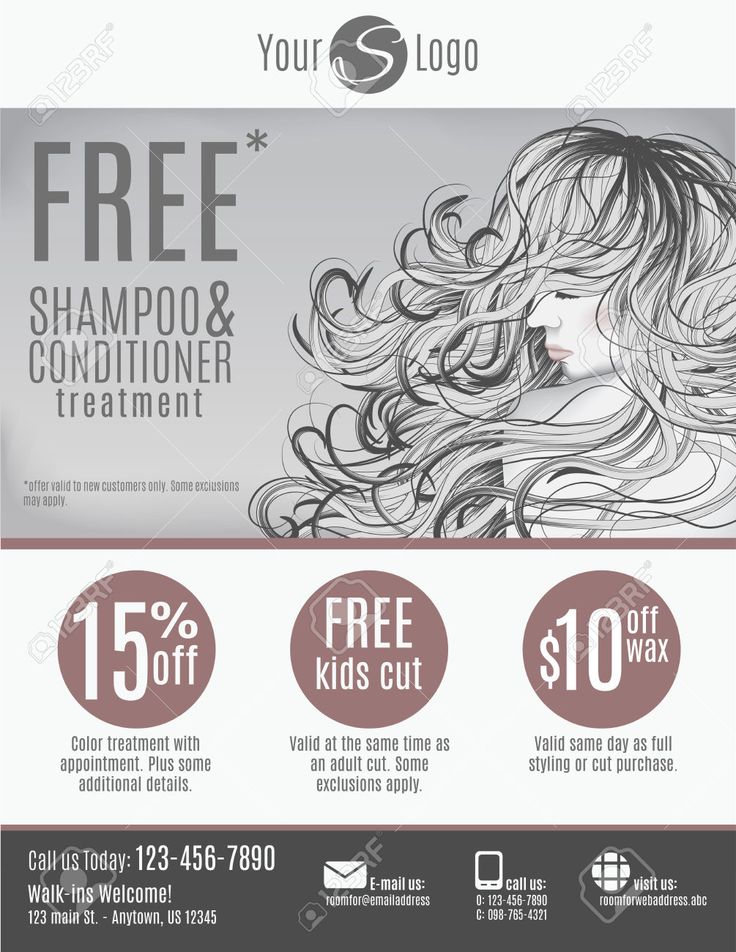 Your S Logo
FREE*
SHAMPOO&
CONDITIONER
treatment
*offer valid to new customers only. Some exclusions
may apply.
15% off
FREE
kids cut
$10 off wax
Color treatment with
appointment. Plus some
additional details.
Valid at the same time as
an adult cut. Some
exclusions apply.
Valid same day as full
styling or cut purchase.
Call us Today: 123-456-7890
Walk-ins Welcome!
123 main St. - Anytown, US 12345
E-mail us:
roomfor@emailaddress
call us:
O: 123-456-7890
C: 098-765-4321
visit us:
roomforwebaddress.abc
123RF